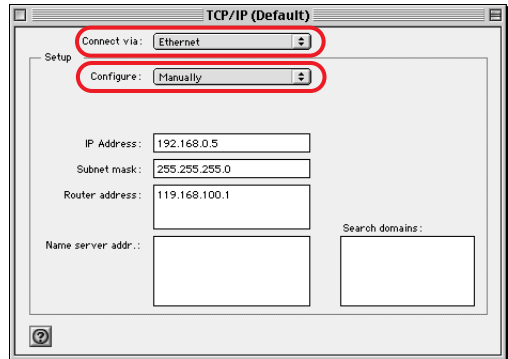 TCP/IP (Default)
Connect via: Ethernet
Setup
Configure: Manually
IP Address: 192.168.0.5
Subnet mask: 255.255.255.0
Router address: 119.168.100.1
Search domains:
Name server addr.:
?